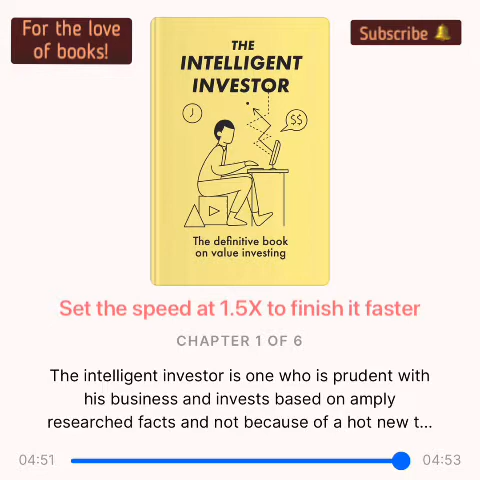 For the love
of books!
Subscribe 🔔
THE
INTELLIGENT
INVESTOR
$$
The definitive book
on value investing
Set the speed at 1.5X to finish it faster
CHAPTER 1 OF 6
The intelligent investor is one who is prudent with
his business and invests based on amply
researched facts and not because of a hot new t...
04:51
04:53